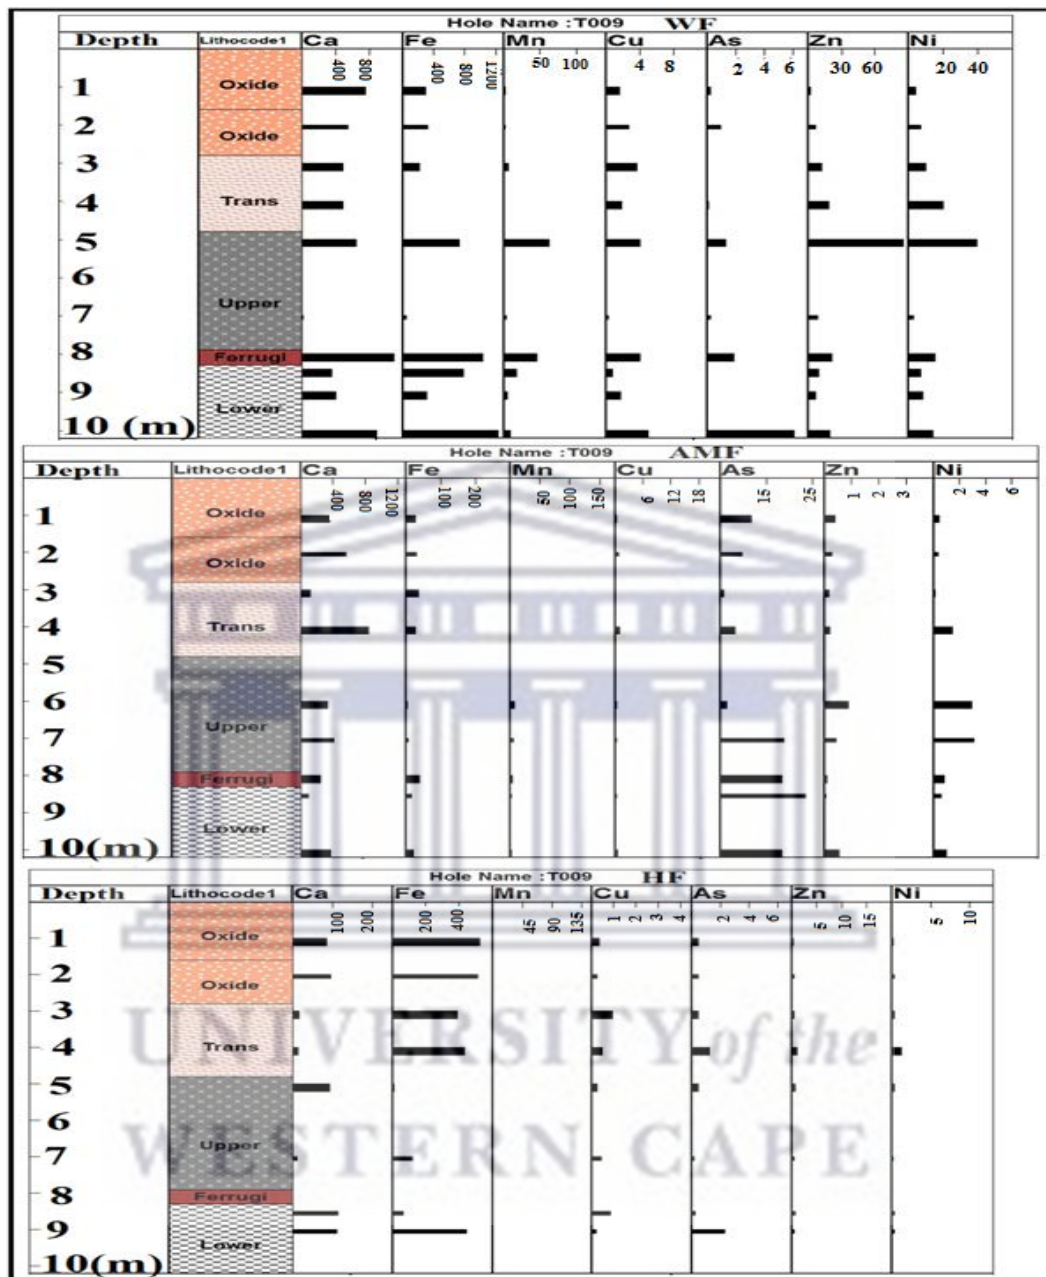 Hole Name :T009 WF
Depth Lithocode1 Ca Fe Mn Cu As Zn Ni
400 800 400 800 1200 50 100 4 8 2 4 6 30 60 20 40
1 Oxide
2 Oxide
3
4 Trans
5
6
7 Upper
8 Ferrugi
9 Lower
10 (m)
Hole Name :T009 AMF
Depth Lithocode1 Ca Fe Mn Cu As Zn Ni
400 800 1200 100 200 50 100 150 6 12 18 15 25 1 2 3 2 4 6
1 Oxide
2 Oxide
3
4 Trans
5
6
7 Upper
8 Ferrugi
9 Lower
10(m)
Hole Name :T009 HF
Depth Lithocode1 Ca Fe Mn Cu As Zn Ni
100 200 200 400 45 90 135 1 2 3 4 2 4 6 5 10 15 5 10
1 Oxide
2 Oxide
3
4 Trans
5
6
7 Upper
8 Ferrugi
9 Lower
10(m)
UNIVERSITY of the
WESTERN CAPE